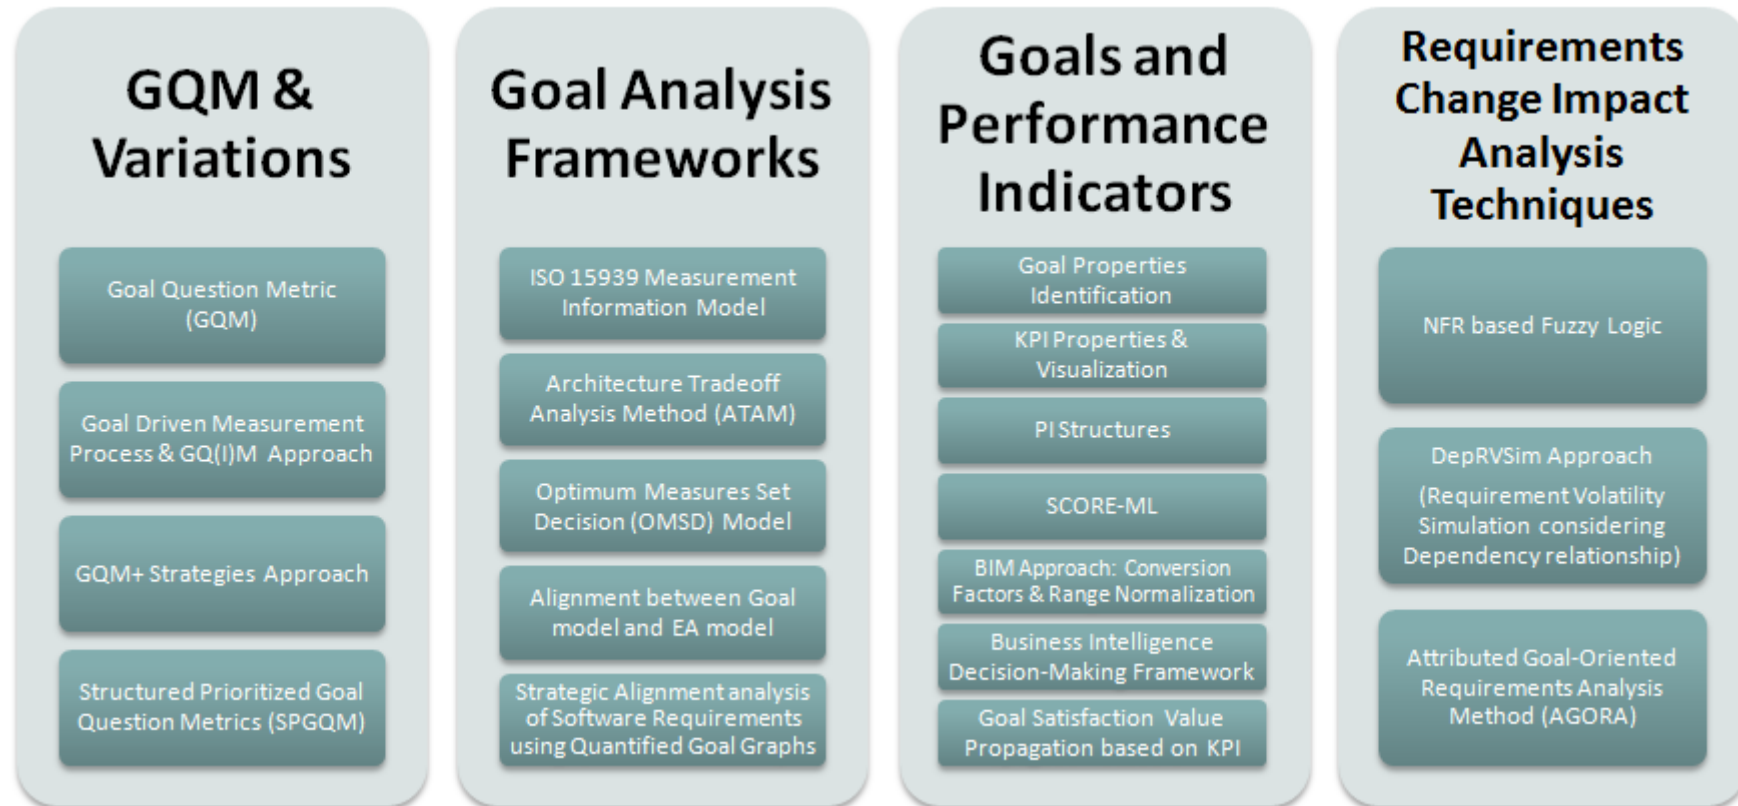 GQM &
Variations
Goal Question Metric
(GQM)
Goal Driven Measurement
Process & GQ(I)M Approach
GQM+ Strategies Approach
Structured Prioritized Goal
Question Metrics (SPGQM)
Goal Analysis
Frameworks
ISO 15939 Measurement
Information Model
Architecture Tradeoff
Analysis Method (ATAM)
Optimum Measures Set
Decision (OMSD) Model
Alignment between Goal
model and EA model
Strategic Alignment analysis
of Software Requirements
using Quantified Goal Graphs
Goals and
Performance
Indicators
Goal Properties
Identification
KPI Properties &
Visualization
PI Structures
SCORE-ML
BIM Approach: Conversion
Factors & Range Normalization
Business Intelligence
Decision-Making Framework
Goal Satisfaction Value
Propagation based on KPI
Requirements
Change Impact
Analysis
Techniques
NFR based Fuzzy Logic
DepRVSim Approach
(Requirement Volatility
Simulation considering
Dependency relationship)
Attributed Goal-Oriented
Requirements Analysis
Method (AGORA)